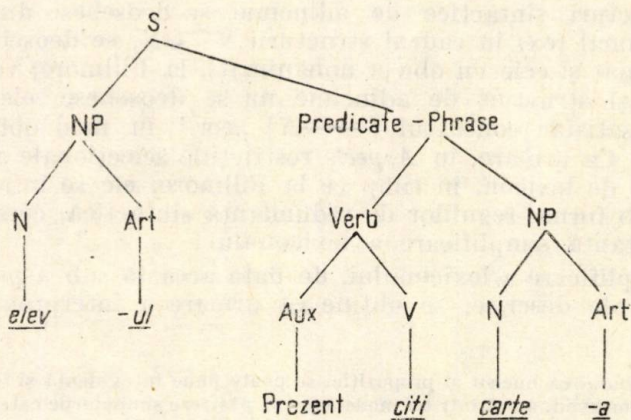 S
NP Predicate-Phrase
N Art Verb NP
elev -ul Aux V N Art
Prezent citi carte -a